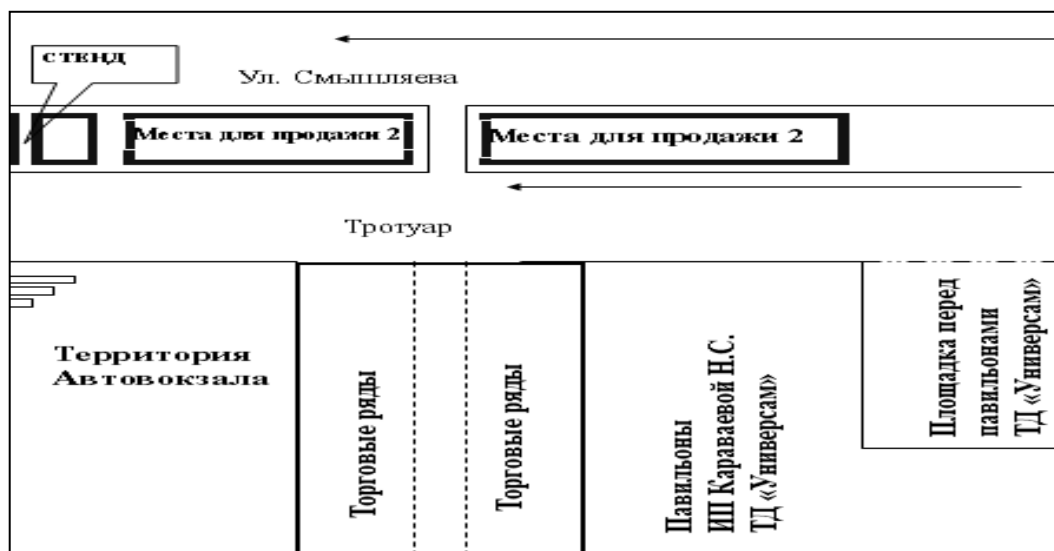 стенд
Ул. Смышляева
Места для продажи 2
Места для продажи 2
Тротуар
Территория
Автовокзала
Торговые ряды
Торговые ряды
Павильоны
ИП Караваевой Н.С.
ТД «Универсам»
Площадка перед
павильонами
ТД «Универсам»